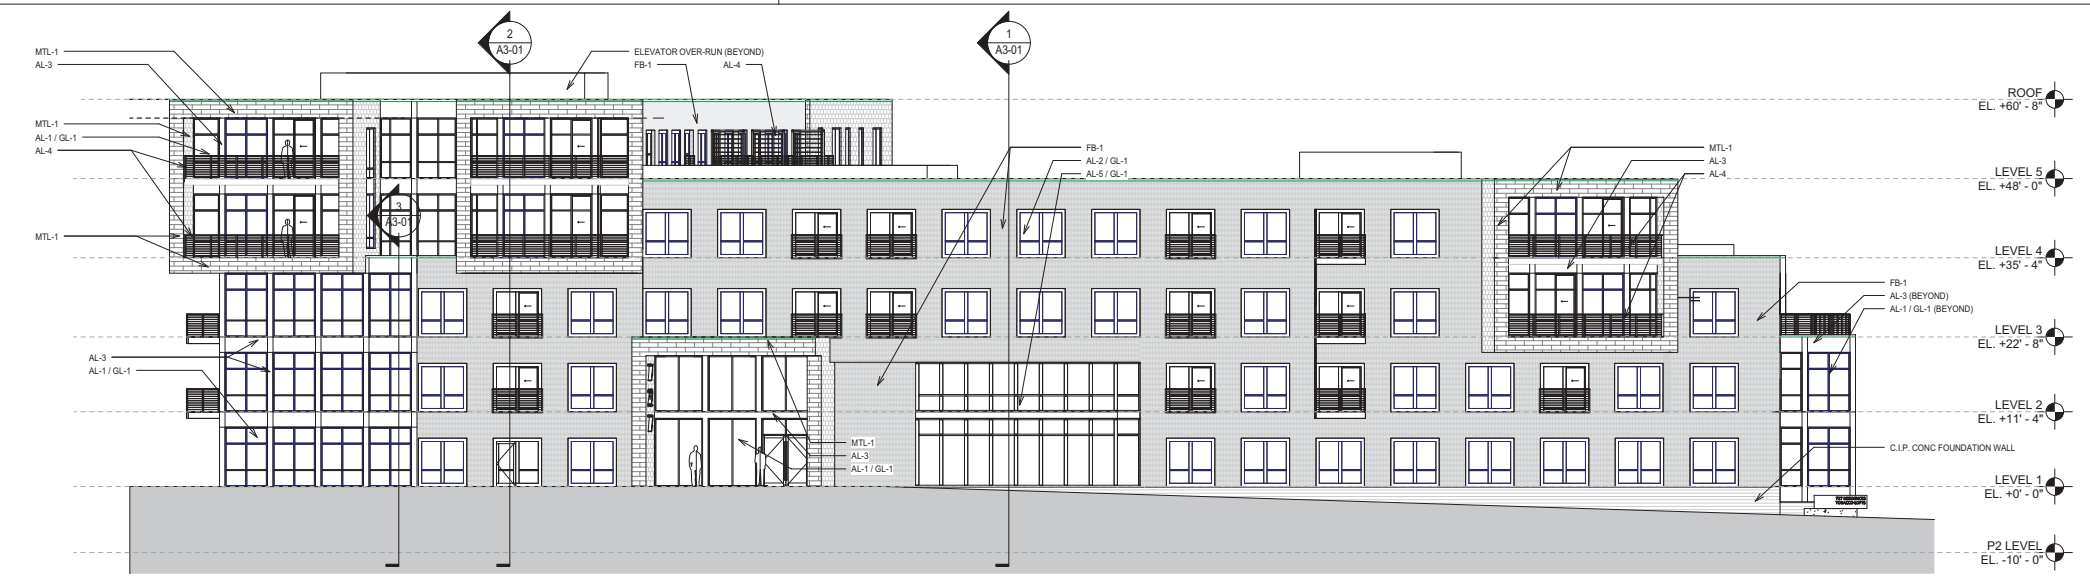 2
A3-01
1
A3-01
MTL-1
AL-3
ELEVATOR OVER-RUN (BEYOND)
FB-1
AL-4
ROOF
EL. +60' - 8"
MTL-1
AL-1 / GL-1
AL-4
FB-1
AL-2 / GL-1
AL-5 / GL-1
MTL-1
AL-3
AL-4
LEVEL 5
EL. +48' - 0"
3
A3-01
MTL-1
LEVEL 4
EL. +35' - 4"
FB-1
AL-3 (BEYOND)
AL-1 / GL-1 (BEYOND)
LEVEL 3
EL. +22' - 8"
AL-3
AL-1 / GL-1
LEVEL 2
EL. +11' - 4"
MTL-1
AL-3
AL-1 / GL-1
C.I.P. CONC FOUNDATION WALL
LEVEL 1
EL. +0' - 0"
P2 LEVEL
EL. -10' - 0"